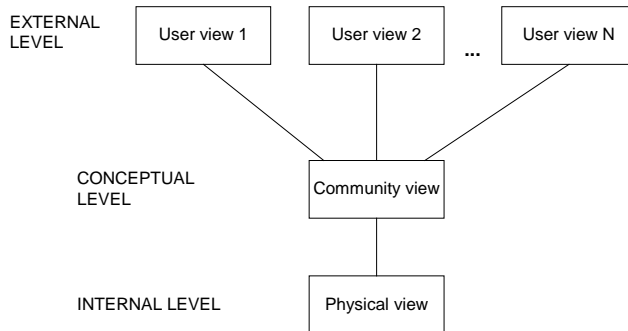 EXTERNAL
LEVEL
User view 1
User view 2
...
User view N
CONCEPTUAL
LEVEL
Community view
INTERNAL LEVEL
Physical view